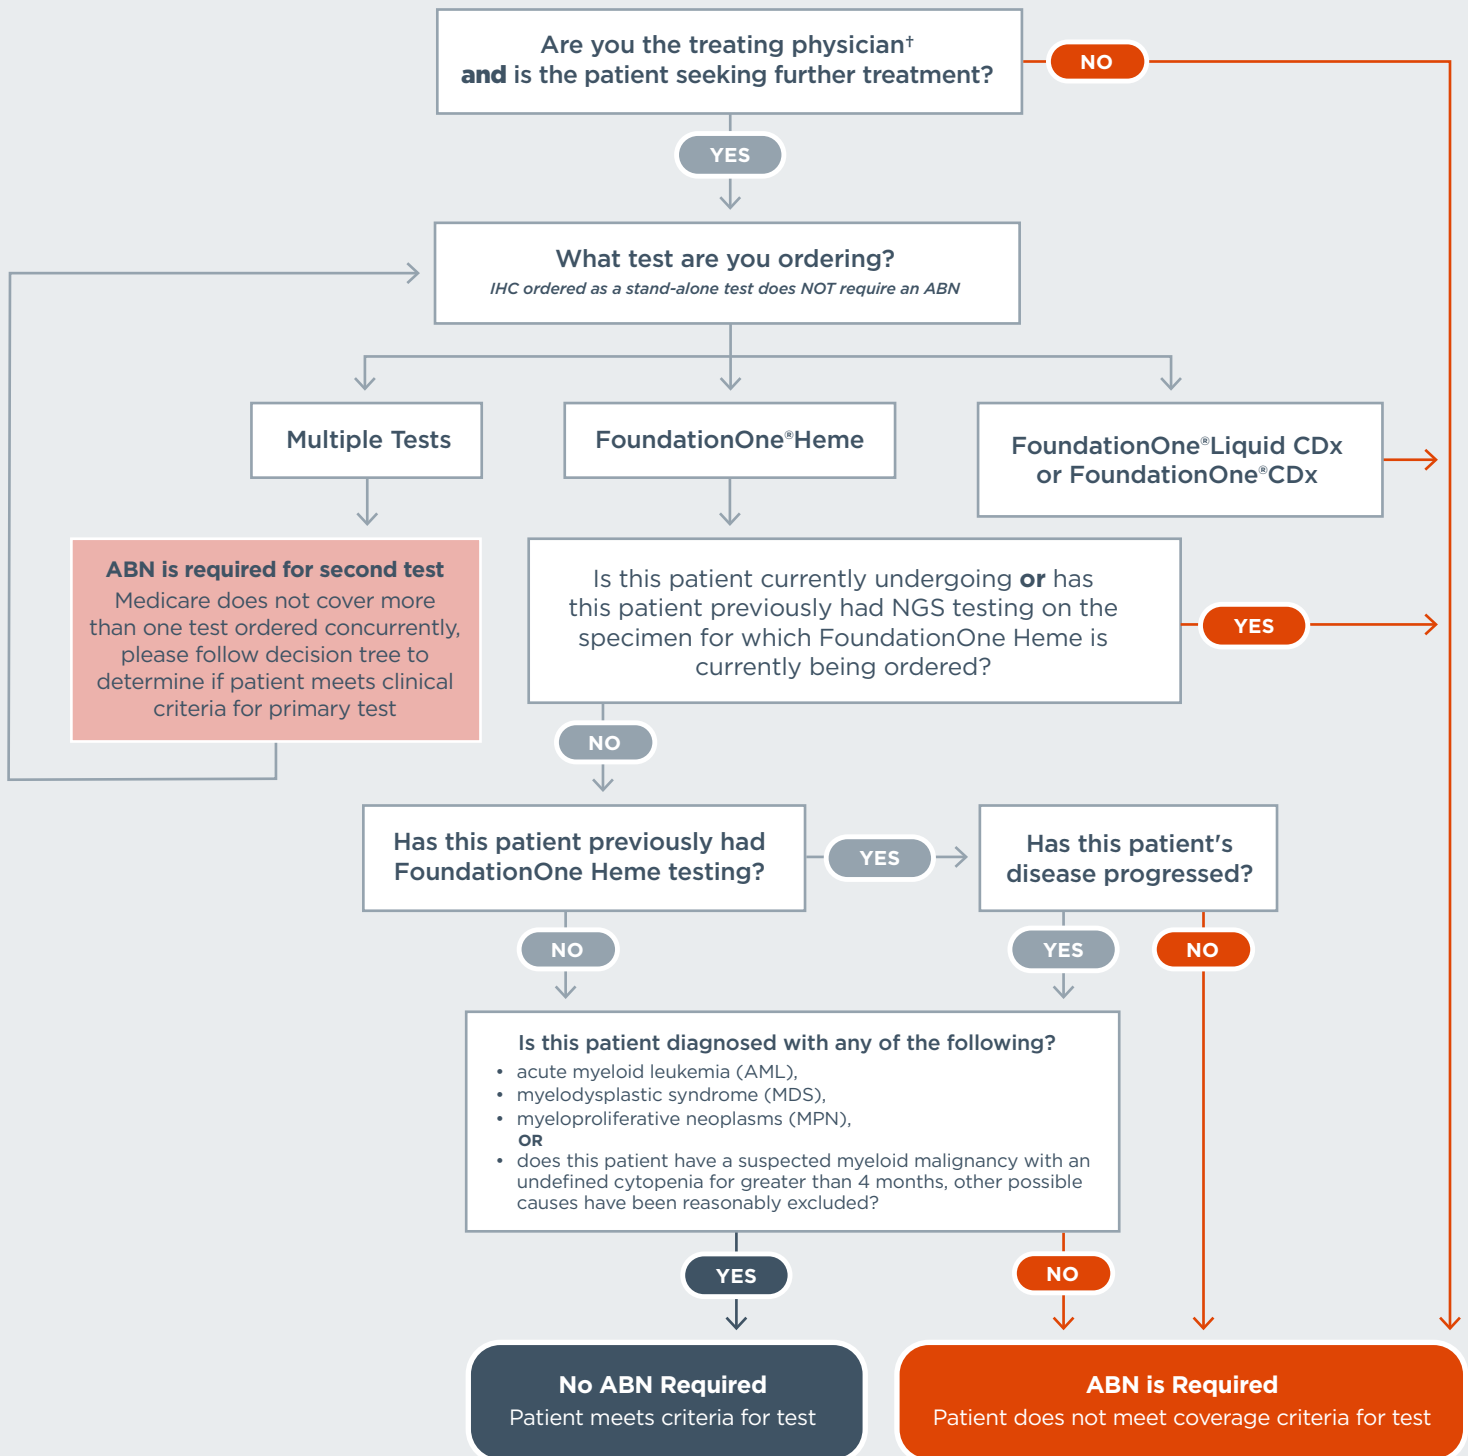 Are you the treating physician†
and is the patient seeking further treatment?
NO
YES
What test are you ordering?
IHC ordered as a stand-alone test does NOT require an ABN
Multiple Tests
FoundationOne®Heme
FoundationOne®Liquid CDx
or FoundationOne®CDx
ABN is required for second test
Medicare does not cover more
than one test ordered concurrently,
please follow decision tree to
determine if patient meets clinical
criteria for primary test
Is this patient currently undergoing or has
this patient previously had NGS testing on the
specimen for which FoundationOne Heme is
currently being ordered?
YES
NO
Has this patient previously had
FoundationOne Heme testing?
YES
Has this patient's
disease progressed?
NO
YES
NO
Is this patient diagnosed with any of the following?
• acute myeloid leukemia (AML),
• myelodysplastic syndrome (MDS),
• myeloproliferative neoplasms (MPN),
OR
• does this patient have a suspected myeloid malignancy with an
undefined cytopenia for greater than 4 months, other possible
causes have been reasonably excluded?
YES
NO
No ABN Required
Patient meets criteria for test
ABN is Required
Patient does not meet coverage criteria for test